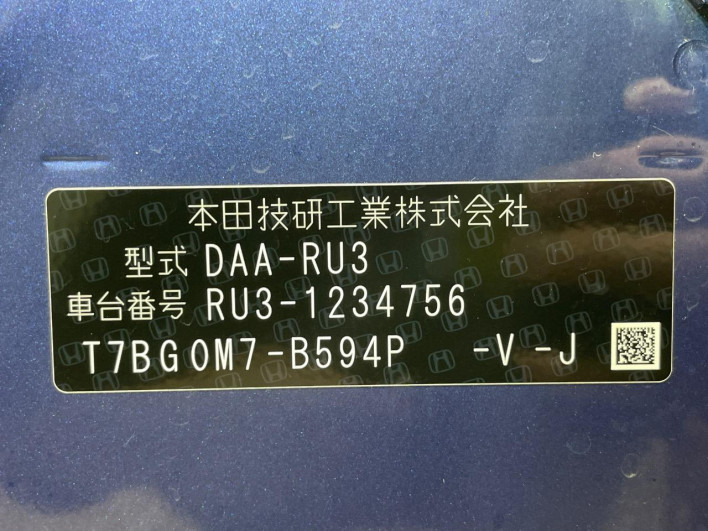 本田技研工業株式会社
型式 DAA-RU3
車台番号 RU3-1234756
T7BG0M7-B594P -V -J